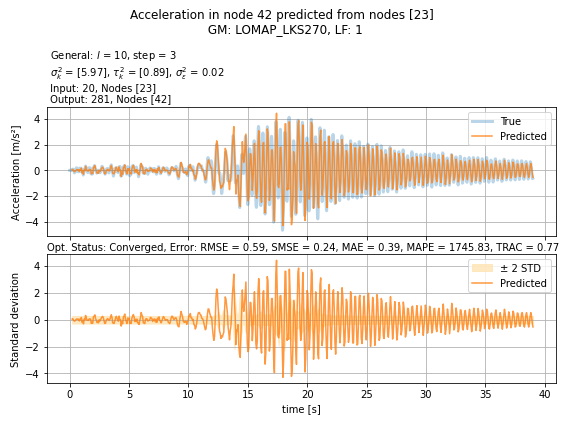 Acceleration in node 42 predicted from nodes [23]
GM: LOMAP_LKS270, LF: 1
General: l = 10, step = 3
σ²ₖ = [5.97], τ²ₖ = [0.89], σ²ε = 0.02
Input: 20, Nodes [23]
Output: 281, Nodes [42]
Acceleration [m/s²]
4
2
0
−2
−4
True
Predicted
Opt. Status: Converged, Error: RMSE = 0.59, SMSE = 0.24, MAE = 0.39, MAPE = 1745.83, TRAC = 0.77
Standard deviation
4
2
0
−2
−4
± 2 STD
Predicted
0 5 10 15 20 25 30 35 40
time [s]